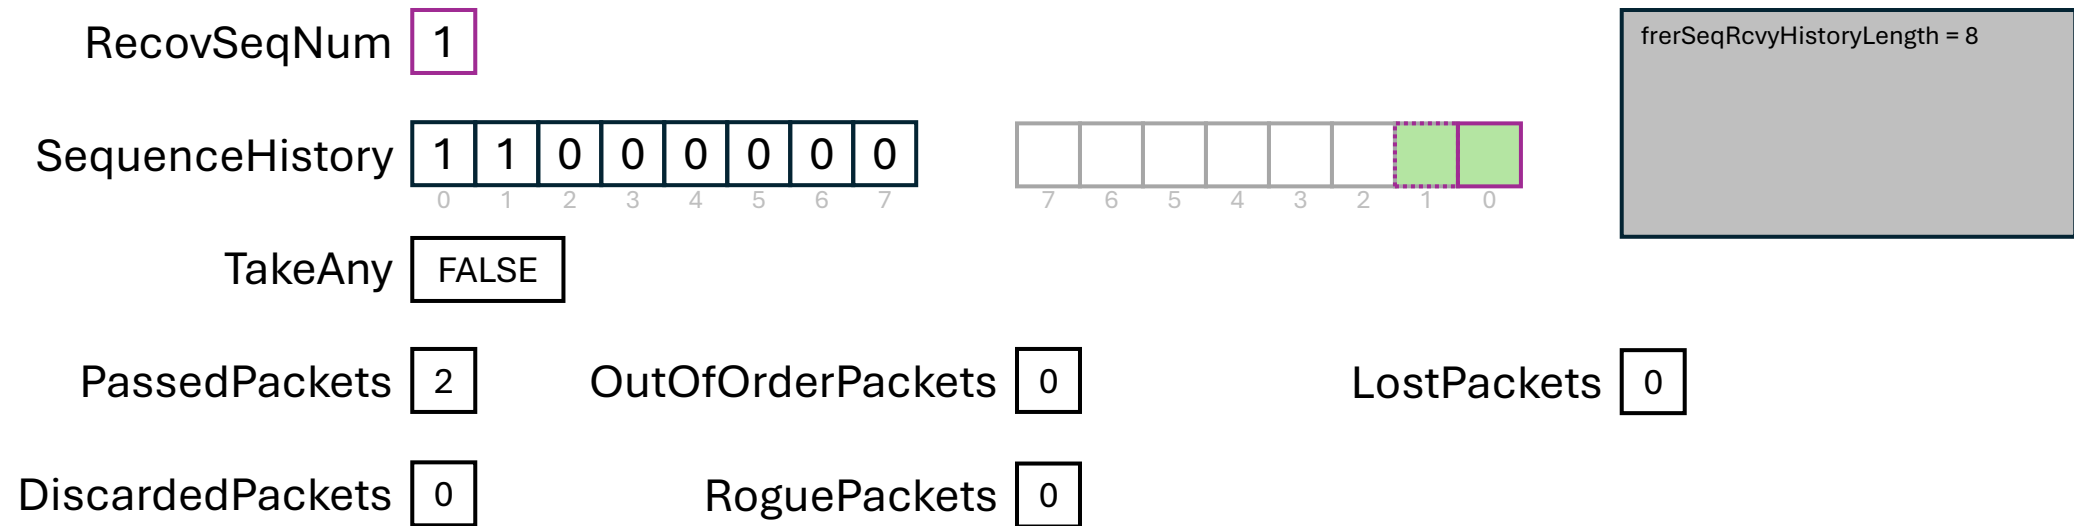 RecovSeqNum 1
frerSeqRcvyHistoryLength = 8
SequenceHistory 1 1 0 0 0 0 0 0
0 1 2 3 4 5 6 7
7 6 5 4 3 2 1 0
TakeAny FALSE
PassedPackets 2
OutOfOrderPackets 0
LostPackets 0
DiscardedPackets 0
RoguePackets 0